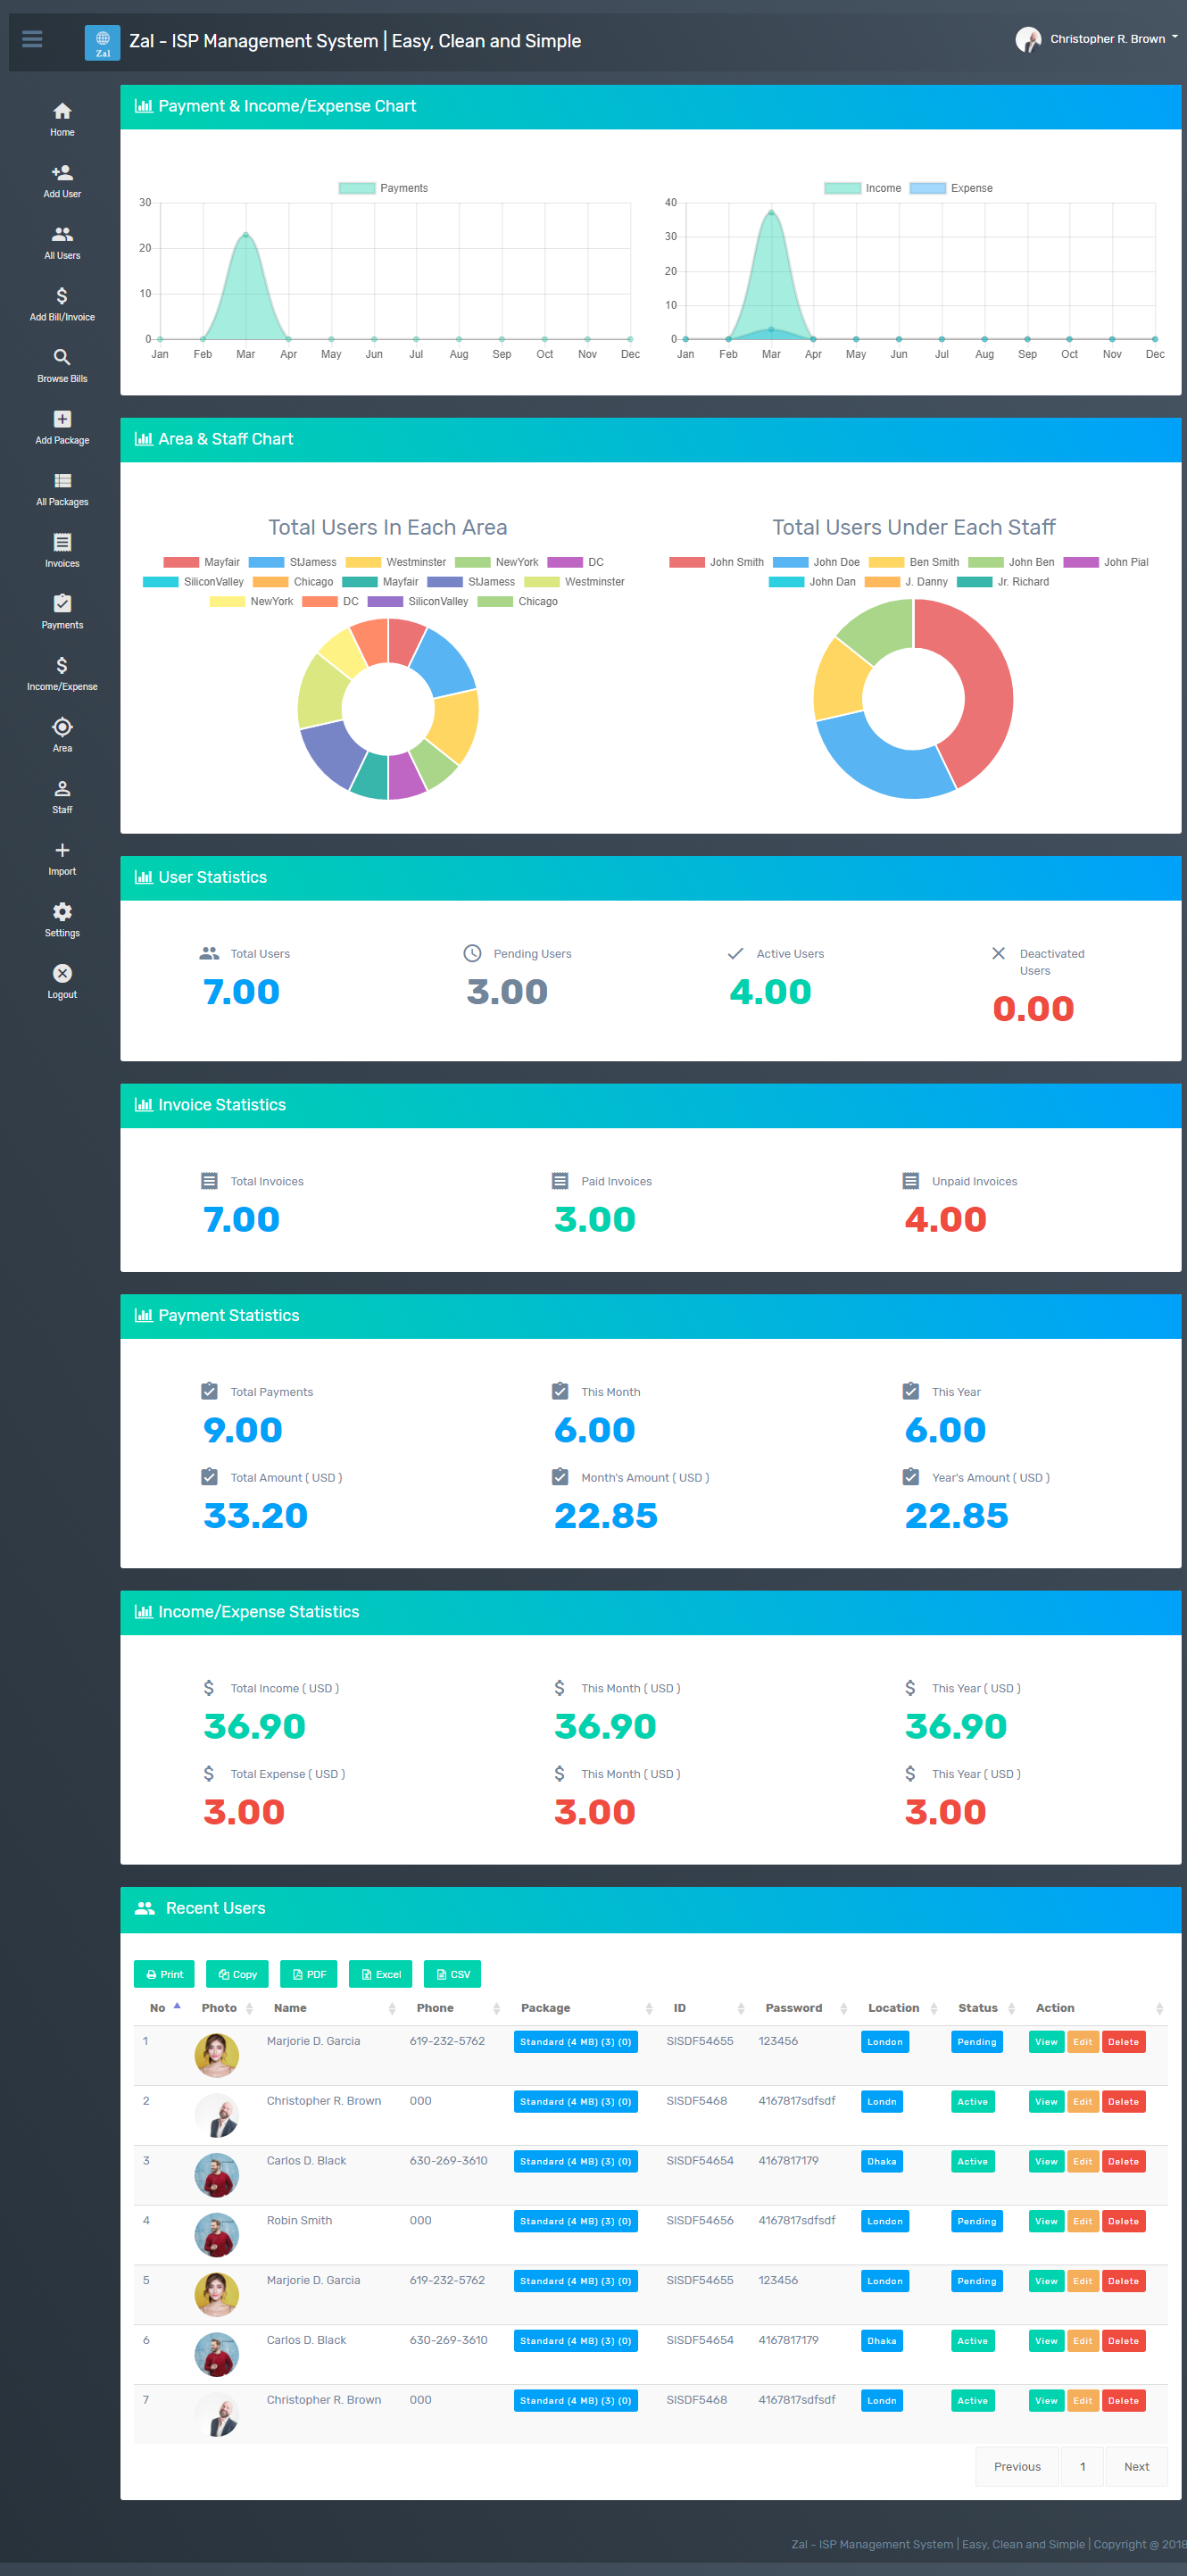 Zal
Zal - ISP Management System | Easy, Clean and Simple
Christopher R. Brown
Home
Add User
All Users
Add Bill/Invoice
Browse Bills
Add Package
All Packages
Invoices
Payments
Income/Expense
Area
Staff
Import
Settings
Logout
Payment & Income/Expense Chart
Payments
30
20
10
0
Jan Feb Mar Apr May Jun Jul Aug Sep Oct Nov Dec
Income Expense
40
30
20
10
0
Jan Feb Mar Apr May Jun Jul Aug Sep Oct Nov Dec
Area & Staff Chart
Total Users In Each Area
Mayfair StJamess Westminster NewYork DC
SiliconValley Chicago Mayfair StJamess Westminster
NewYork DC SiliconValley Chicago
Total Users Under Each Staff
John Smith John Doe Ben Smith John Ben John Pial
John Dan J. Danny Jr. Richard
User Statistics
Total Users
7.00
Pending Users
3.00
Active Users
4.00
Deactivated
Users
0.00
Invoice Statistics
Total Invoices
7.00
Paid Invoices
3.00
Unpaid Invoices
4.00
Payment Statistics
Total Payments
9.00
This Month
6.00
This Year
6.00
Total Amount ( USD )
33.20
Month's Amount ( USD )
22.85
Year's Amount ( USD )
22.85
Income/Expense Statistics
Total Income ( USD )
36.90
This Month ( USD )
36.90
This Year ( USD )
36.90
Total Expense ( USD )
3.00
This Month ( USD )
3.00
This Year ( USD )
3.00
Recent Users
Print Copy PDF Excel CSV
No Photo Name Phone Package ID Password Location Status Action
1 Marjorie D. Garcia 619-232-5762 Standard (4 MB) (3) (0) SISDF54655 123456 London Pending View Edit Delete
2 Christopher R. Brown 000 Standard (4 MB) (3) (0) SISDF5468 4167817sdfsdf Londn Active View Edit Delete
3 Carlos D. Black 630-269-3610 Standard (4 MB) (3) (0) SISDF54654 4167817179 Dhaka Active View Edit Delete
4 Robin Smith 000 Standard (4 MB) (3) (0) SISDF54656 4167817sdfsdf London Pending View Edit Delete
5 Marjorie D. Garcia 619-232-5762 Standard (4 MB) (3) (0) SISDF54655 123456 London Pending View Edit Delete
6 Carlos D. Black 630-269-3610 Standard (4 MB) (3) (0) SISDF54654 4167817179 Dhaka Active View Edit Delete
7 Christopher R. Brown 000 Standard (4 MB) (3) (0) SISDF5468 4167817sdfsdf Londn Active View Edit Delete
Previous 1 Next
Zal - ISP Management System | Easy, Clean and Simple | Copyright @ 2018